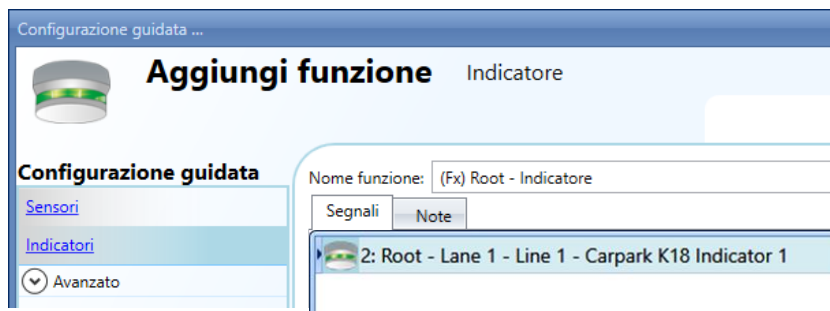 Configurazione guidata ...
Aggiungi funzione Indicatore
Configurazione guidata
Sensori
Indicatori
Avanzato
Nome funzione: (Fx) Root - Indicatore
Segnali Note
2: Root - Lane 1 - Line 1 - Carpark K18 Indicator 1